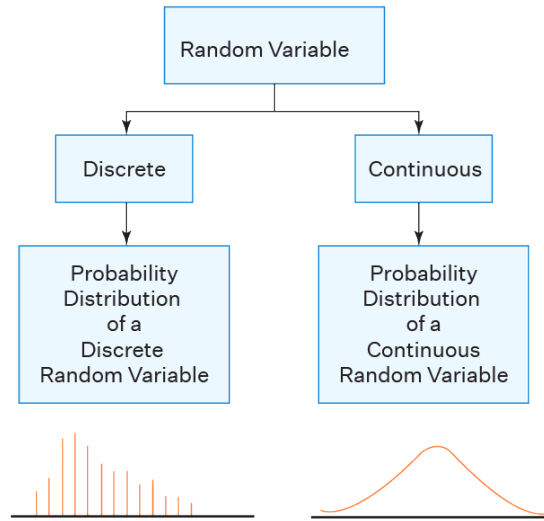 Random Variable
Discrete
Continuous
Probability
Distribution
of a
Discrete
Random Variable
Probability
Distribution
of a
Continuous
Random Variable